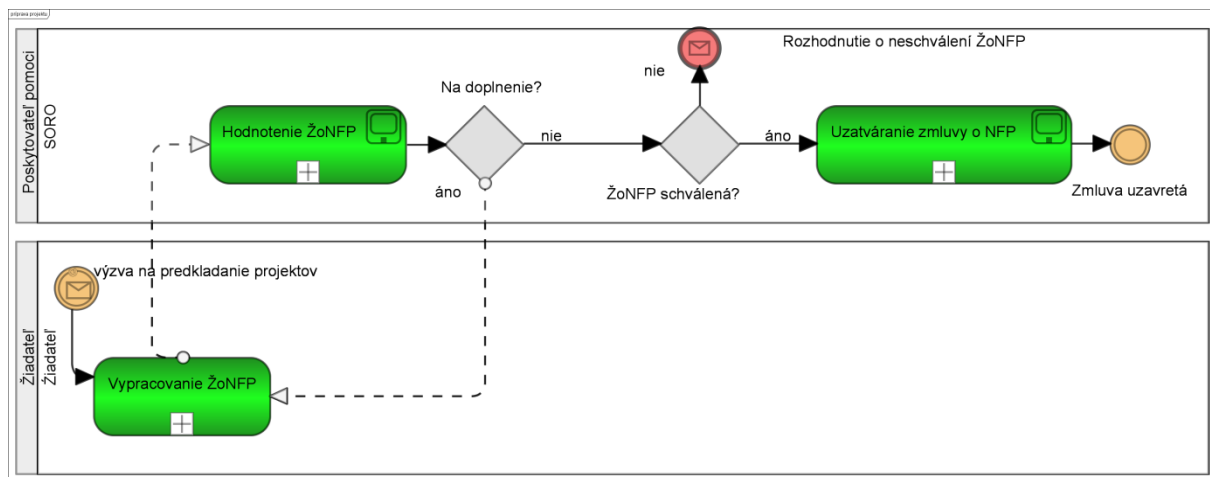 príprava projektu
Poskytovateľ pomoci
SORO
Hodnotenie ŽoNFP
Na doplnenie?
nie
áno
ŽoNFP schválená?
nie
Rozhodnutie o neschválení ŽoNFP
áno
Uzatváranie zmluvy o NFP
Zmluva uzavretá
Žiadateľ
Žiadateľ
výzva na predkladanie projektov
Vypracovanie ŽoNFP